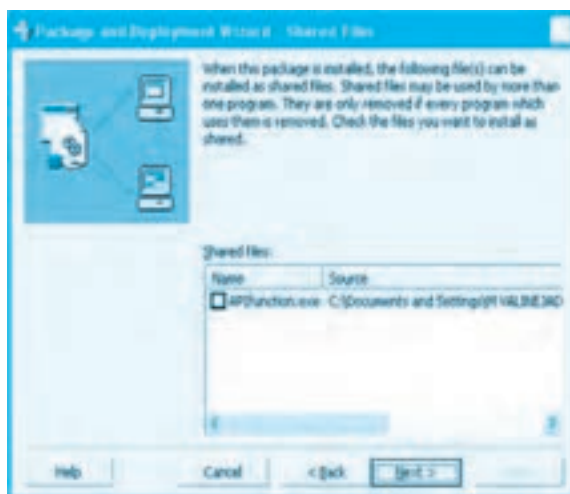 Package and Deployment Wizard - Shared Files
When this package is installed, the following file(s) can be
installed as shared files. Shared files may be used by more than
one program. They are only removed if every program which
uses them is removed. Check the files you want to install as
shared.
Shared files:
Name Source
APIfunction.exe C:\Documents and Settings\M VALINEJAD
Help Cancel < Back Next >